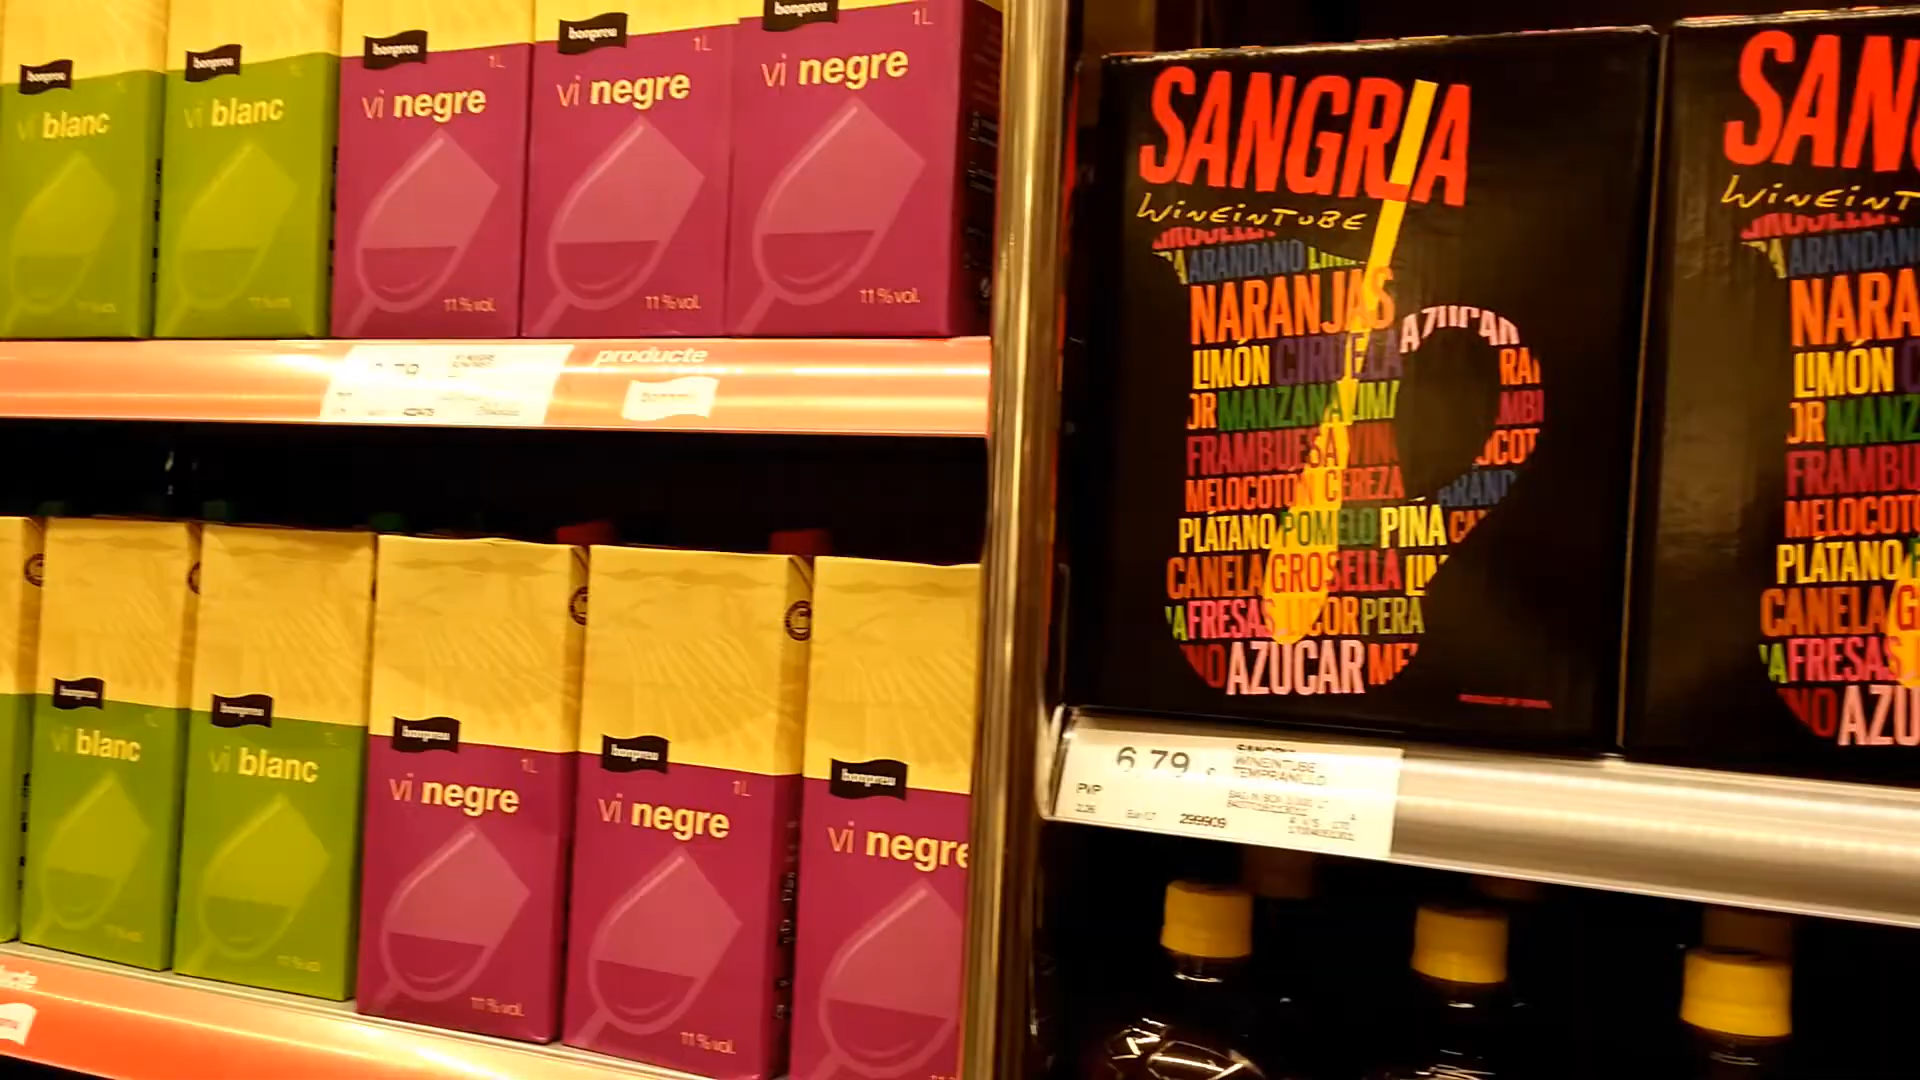 bonpreu
vi blanc
bonpreu
vi blanc
bonpreu
1L
vi negre
11% vol.
bonpreu
1L
vi negre
11% vol.
bonpreu
1L
vi negre
11% vol.
producte
bonpreu
vi blanc
bonpreu
vi blanc
bonpreu
1L
vi negre
11% vol.
bonpreu
1L
vi negre
11% vol.
bonpreu
vi negre
SANGRIA
WINEINTUBE
ARANDANO
NARANJAS
AZUCAR
LIMÓN CIRUELA
MANZANA LIMA
FRAMBUESA
MELOCOTÓN CEREZA
PLÁTANO POMELO PIÑA
CANELA GROSELLA
FRESAS LICOR PERA
AZUCAR
6,79
SANGRIA
WINEINTUBE
TEMPRANILLO
PVP
299909
SAN
WINEINT
ARANDAN
NARA
LIMÓN
MANZ
FRAMBU
MELOCOT
PLÁTANO
CANELA
FRESAS
AZU